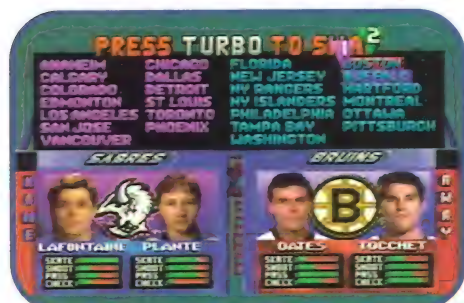 PRESS TURBO TO
ANAHEIM CHICAGO FLORIDA BOSTON
CALGARY DALLAS NEW JERSEY BUFFALO
COLORADO DETROIT NY RANGERS HARTFORD
EDMONTON ST LOUIS NY ISLANDERS MONTREAL
LOS ANGELES TORONTO PHILADELPHIA OTTAWA
SAN JOSE PHOENIX TAMPA BAY PITTSBURGH
VANCOUVER WASHINGTON
SABRES BRUINS
HOME AWAY
B
LAFONTAINE PLANTE OATES TOCCHET
SKATE SKATE SKATE SKATE
SHOOT SHOOT SHOOT SHOOT
PASS PASS PASS PASS
CHECK CHECK CHECK CHECK